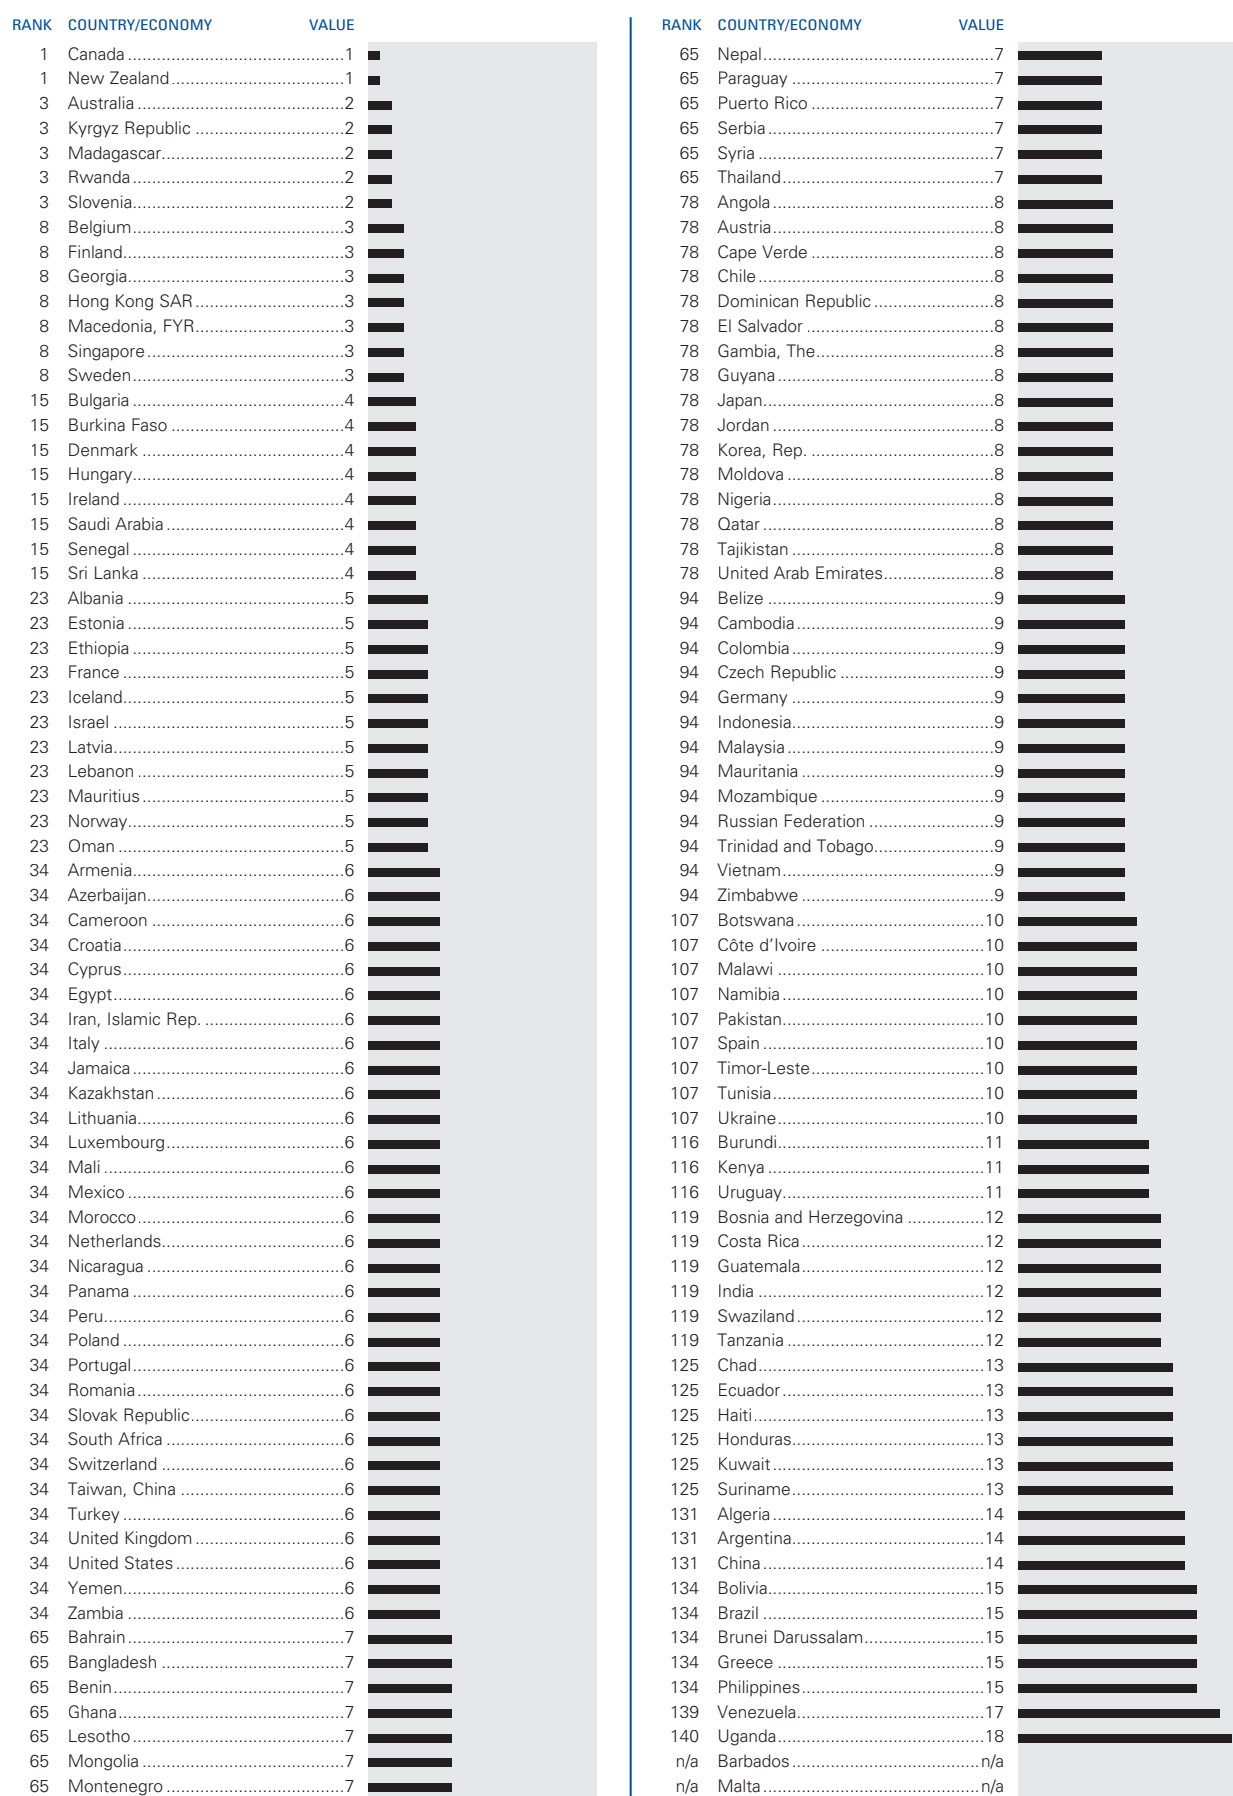 RANK COUNTRY/ECONOMY VALUE
1 Canada 1
1 New Zealand 1
3 Australia 2
3 Kyrgyz Republic 2
3 Madagascar 2
3 Rwanda 2
3 Slovenia 2
8 Belgium 3
8 Finland 3
8 Georgia 3
8 Hong Kong SAR 3
8 Macedonia, FYR 3
8 Singapore 3
8 Sweden 3
15 Bulgaria 4
15 Burkina Faso 4
15 Denmark 4
15 Hungary 4
15 Ireland 4
15 Saudi Arabia 4
15 Senegal 4
15 Sri Lanka 4
23 Albania 5
23 Estonia 5
23 Ethiopia 5
23 France 5
23 Iceland 5
23 Israel 5
23 Latvia 5
23 Lebanon 5
23 Mauritius 5
23 Norway 5
23 Oman 5
34 Armenia 6
34 Azerbaijan 6
34 Cameroon 6
34 Croatia 6
34 Cyprus 6
34 Egypt 6
34 Iran, Islamic Rep. 6
34 Italy 6
34 Jamaica 6
34 Kazakhstan 6
34 Lithuania 6
34 Luxembourg 6
34 Mali 6
34 Mexico 6
34 Morocco 6
34 Netherlands 6
34 Nicaragua 6
34 Panama 6
34 Peru 6
34 Poland 6
34 Portugal 6
34 Romania 6
34 Slovak Republic 6
34 South Africa 6
34 Switzerland 6
34 Taiwan, China 6
34 Turkey 6
34 United Kingdom 6
34 United States 6
34 Yemen 6
34 Zambia 6
65 Bahrain 7
65 Bangladesh 7
65 Benin 7
65 Ghana 7
65 Lesotho 7
65 Mongolia 7
65 Montenegro 7
RANK COUNTRY/ECONOMY VALUE
65 Nepal 7
65 Paraguay 7
65 Puerto Rico 7
65 Serbia 7
65 Syria 7
65 Thailand 7
78 Angola 8
78 Austria 8
78 Cape Verde 8
78 Chile 8
78 Dominican Republic 8
78 El Salvador 8
78 Gambia, The 8
78 Guyana 8
78 Japan 8
78 Jordan 8
78 Korea, Rep. 8
78 Moldova 8
78 Nigeria 8
78 Qatar 8
78 Tajikistan 8
78 United Arab Emirates 8
94 Belize 9
94 Cambodia 9
94 Colombia 9
94 Czech Republic 9
94 Germany 9
94 Indonesia 9
94 Malaysia 9
94 Mauritania 9
94 Mozambique 9
94 Russian Federation 9
94 Trinidad and Tobago 9
94 Vietnam 9
94 Zimbabwe 9
107 Botswana 10
107 Côte d’Ivoire 10
107 Malawi 10
107 Namibia 10
107 Pakistan 10
107 Spain 10
107 Timor-Leste 10
107 Tunisia 10
107 Ukraine 10
116 Burundi 11
116 Kenya 11
116 Uruguay 11
119 Bosnia and Herzegovina 12
119 Costa Rica 12
119 Guatemala 12
119 India 12
119 Swaziland 12
119 Tanzania 12
125 Chad 13
125 Ecuador 13
125 Haiti 13
125 Honduras 13
125 Kuwait 13
125 Suriname 13
131 Algeria 14
131 Argentina 14
131 China 14
134 Bolivia 15
134 Brazil 15
134 Brunei Darussalam 15
134 Greece 15
134 Philippines 15
139 Venezuela 17
140 Uganda 18
n/a Barbados n/a
n/a Malta n/a